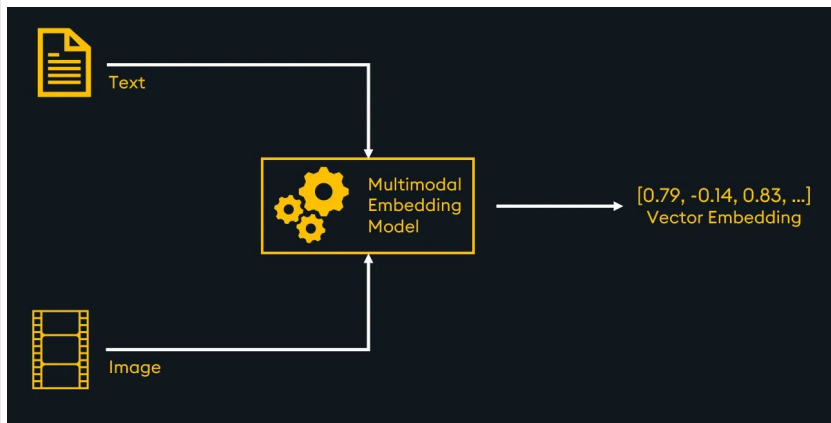 Text
Multimodal
Embedding
Model
[0.79, -0.14, 0.83, ...]
Vector Embedding
Image